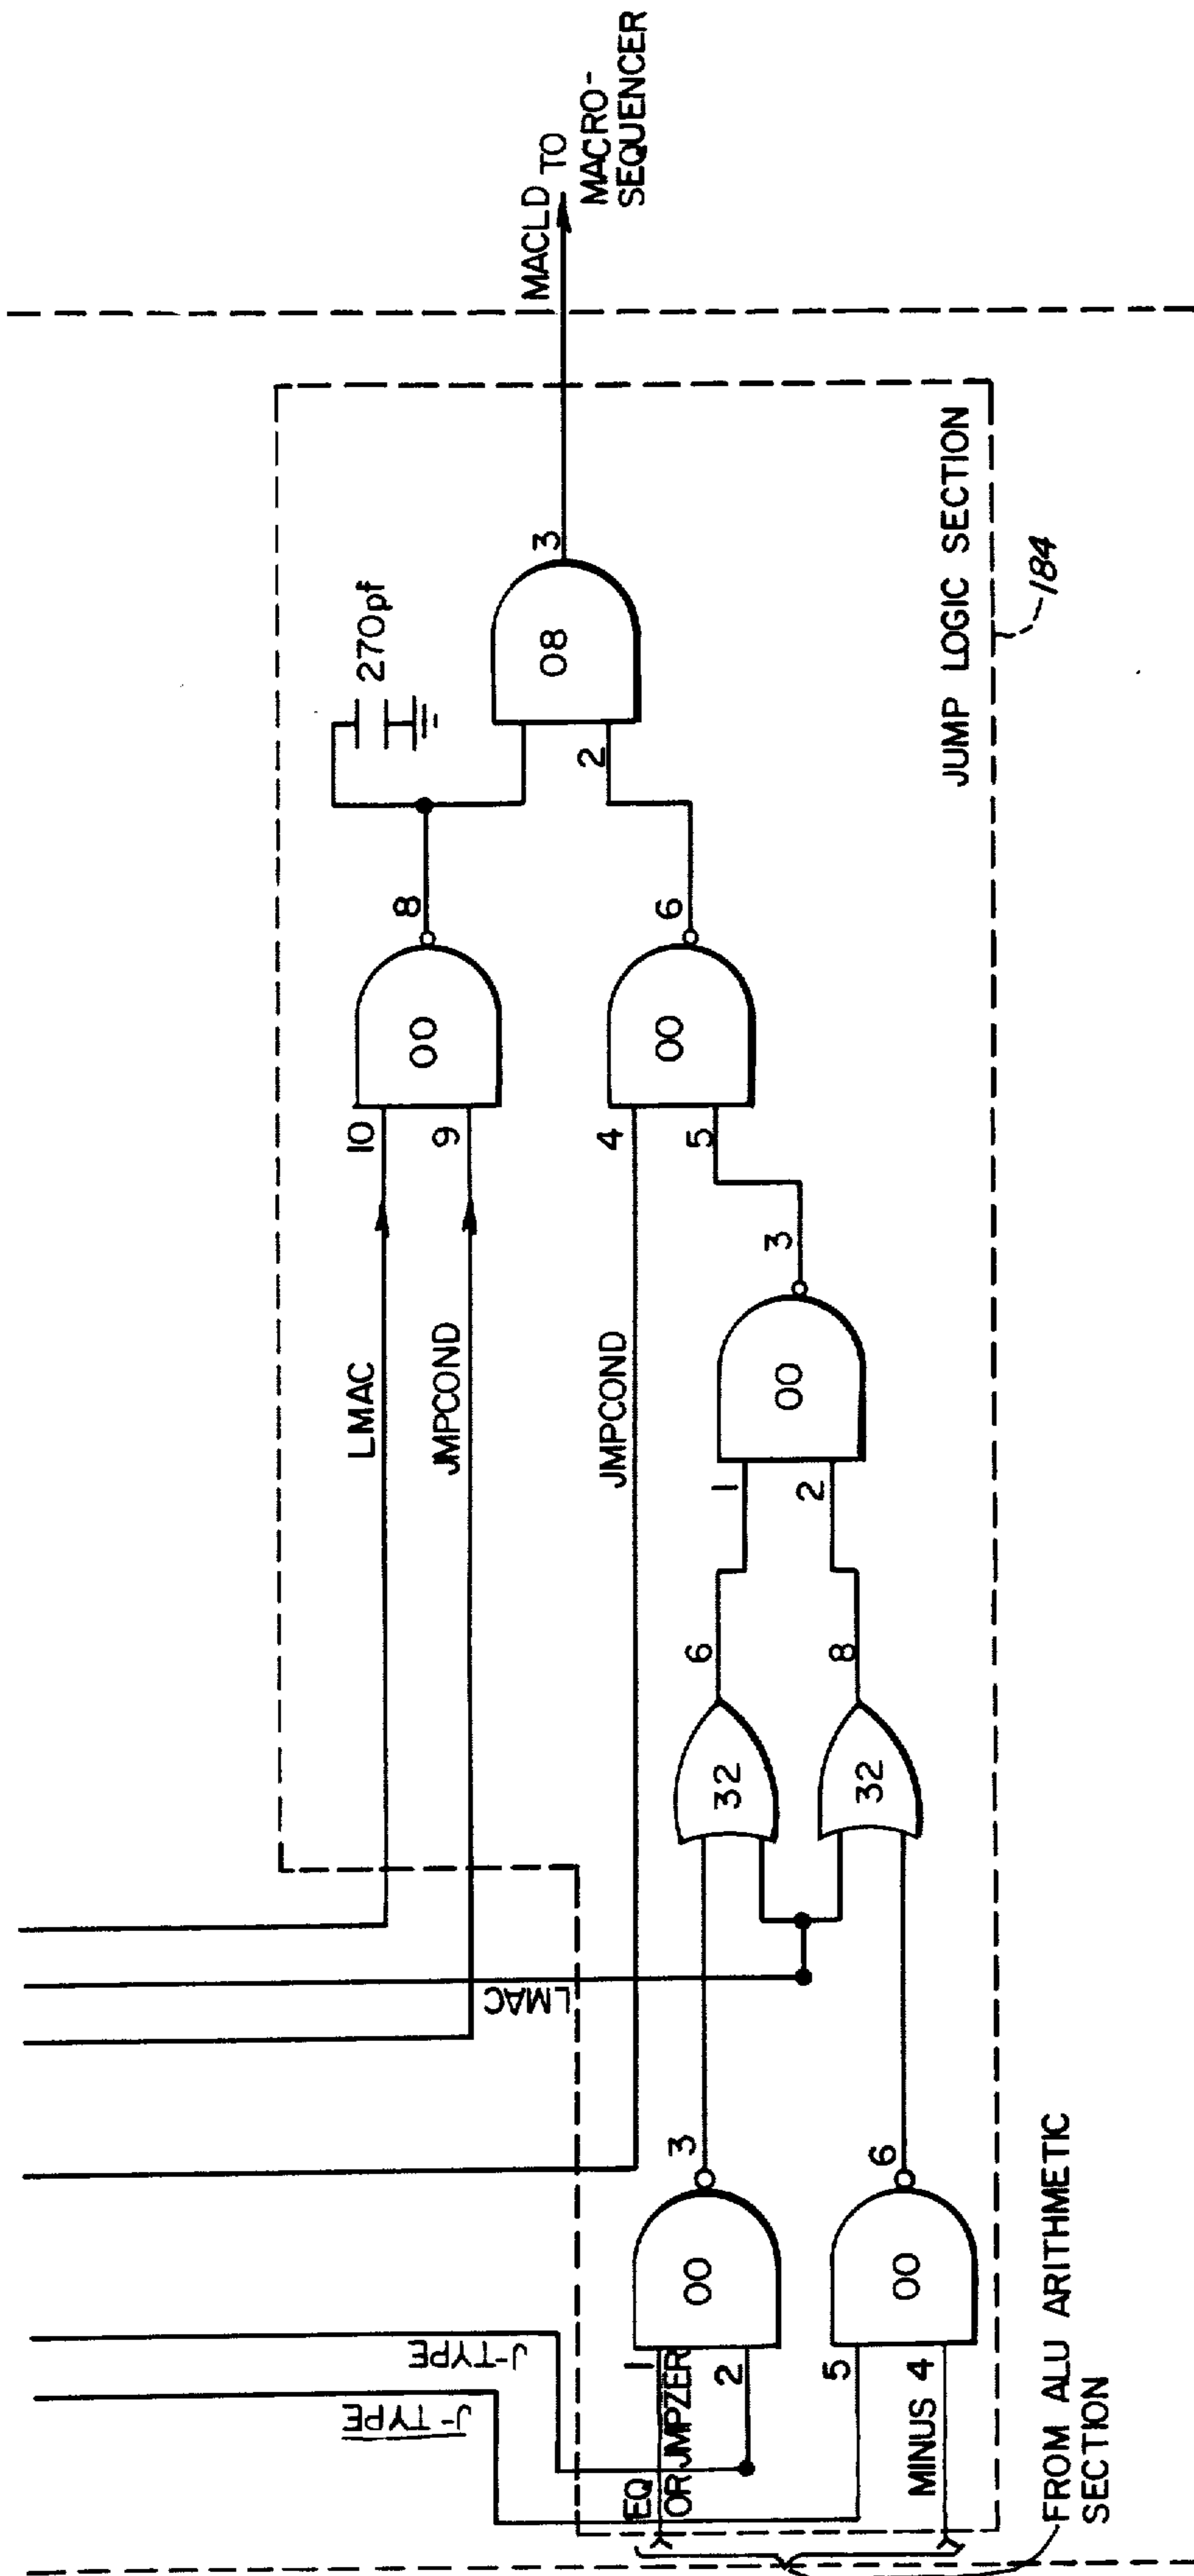 J-TYPE
J-TYPE
LMAC
10
8
270pf
00
JMPCOND
9
LMAC
08
3
MACLD TO
MACRO-
SEQUENCER
JMPCOND
4
00
6
2
5
EQ
OR JMPZER
1
2
00
3
32
6
1
2
00
3
5
MINUS 4
00
6
32
8
JUMP LOGIC SECTION
184
FROM ALU ARITHMETIC
SECTION